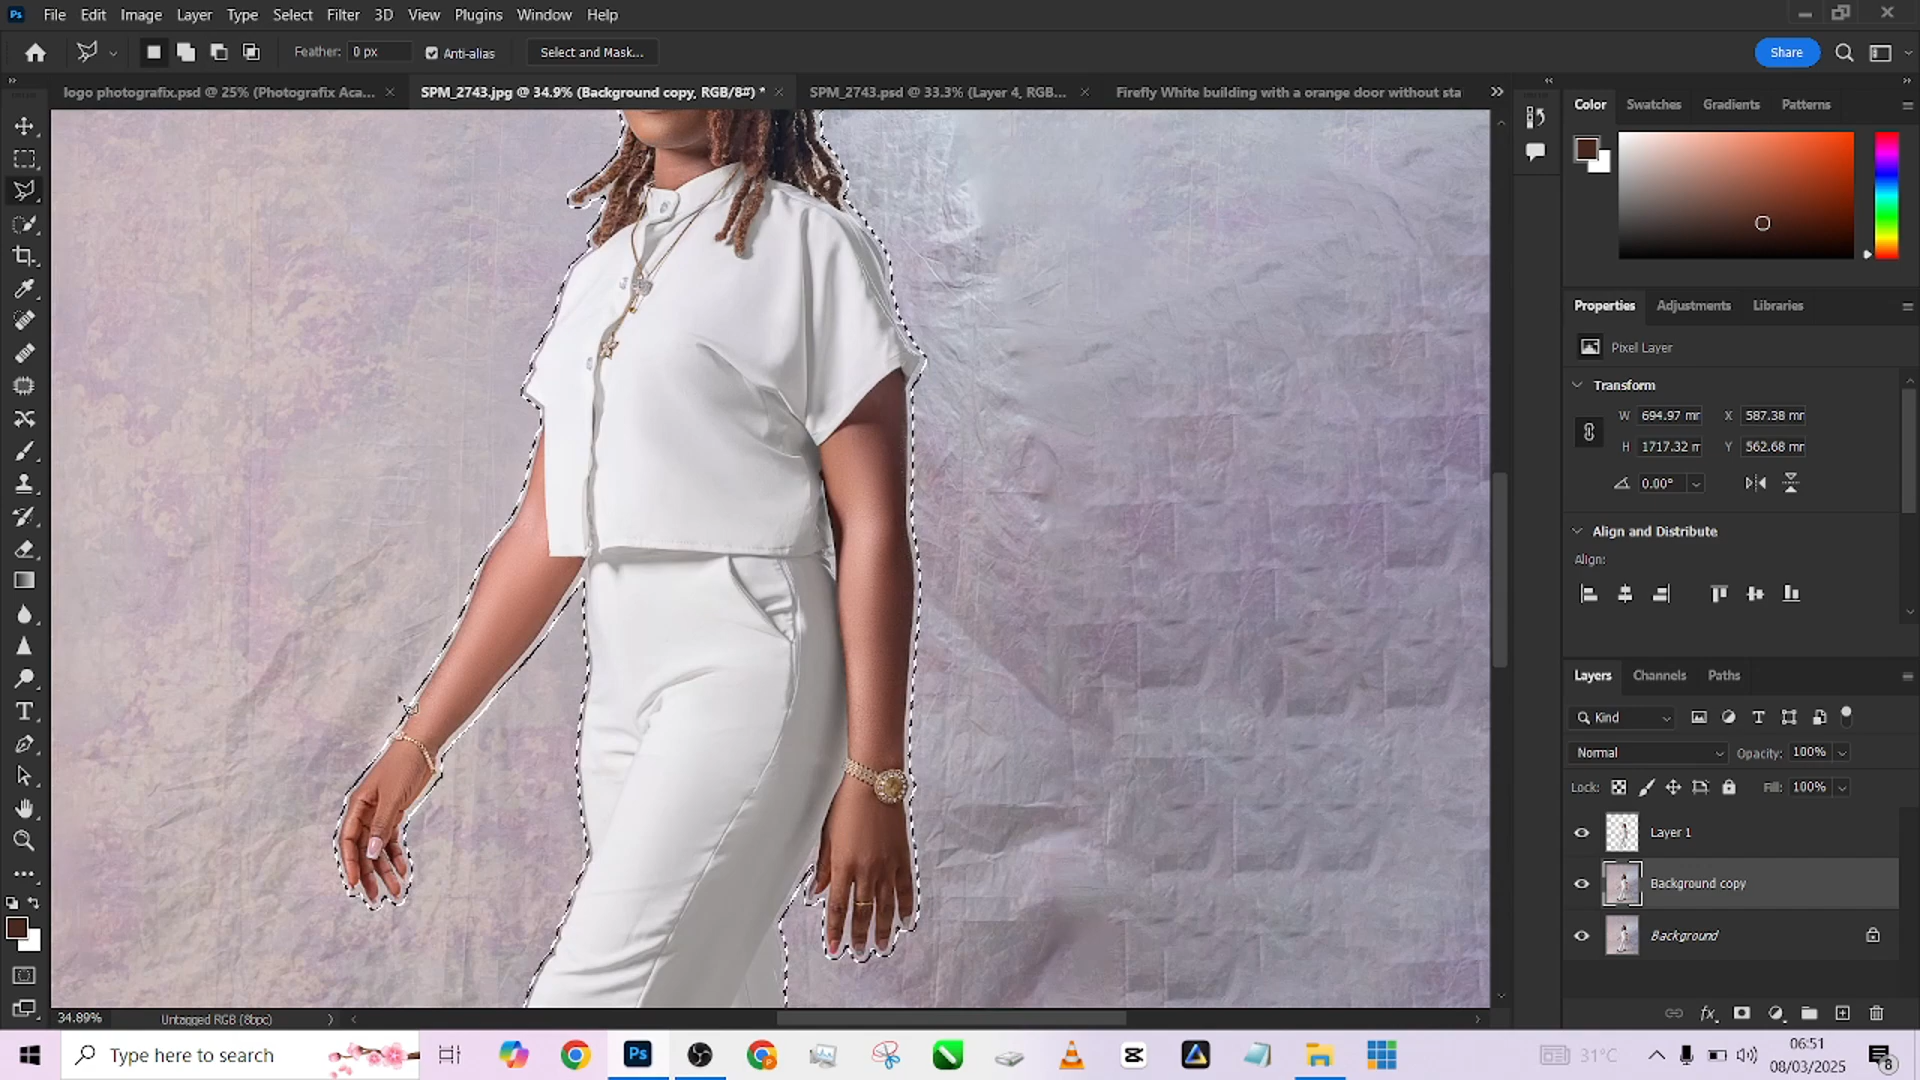 Ps File Edit Image Layer Type Select Filter 3D View Plugins Window Help
Feather: 0 px Anti-alias Select and Mask... Share
logo photografix.psd @ 25% (Photografix Aca... SPM_2743.jpg @ 34.9% (Background copy, RGB/8#) * SPM_2743.psd @ 33.3% (Layer 4, RGB... Firefly White building with a orange door without sta
Color Swatches Gradients Patterns
Properties Adjustments Libraries
Pixel Layer
Transform
W 694.97 mr X 587.38 mr
H 1717.32 r Y 562.68 mr
0.00°
Align and Distribute
Align:
Layers Channels Paths
Kind
Normal Opacity: 100%
Lock: Fill: 100%
Layer 1
Background copy
Background
34.89% Untagged RGB (8bpc)
Type here to search
Ps
31°C
06:51
08/03/2025
8